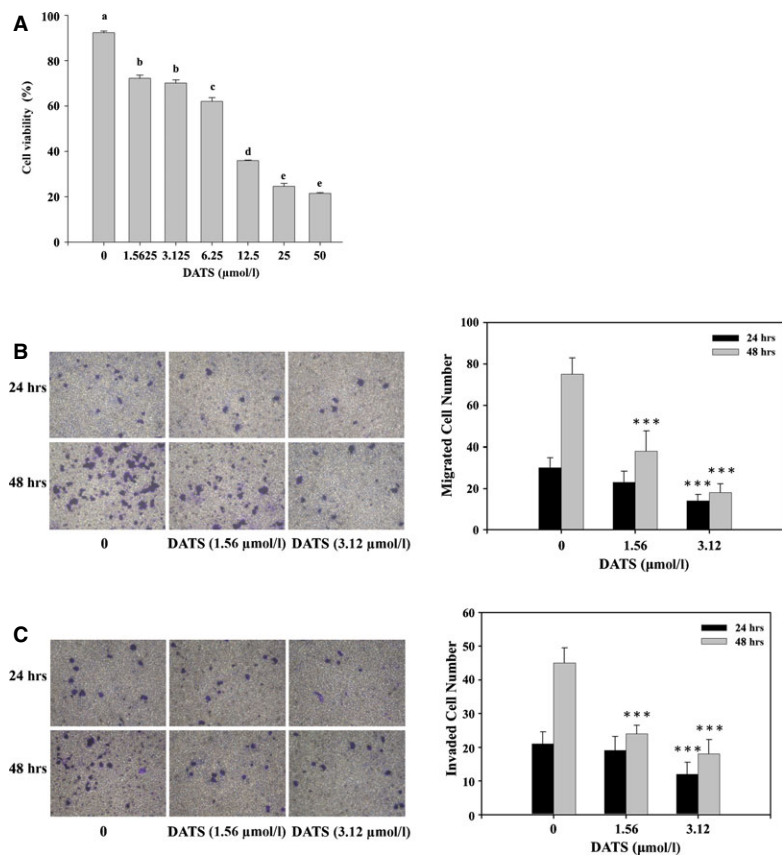 A
100
80
60
40
20
0
Cell viability (%)
a
b
b
c
d
e
e
0 1.5625 3.125 6.25 12.5 25 50
DATS (µmol/l)
B
24 hrs
48 hrs
0 DATS (1.56 µmol/l) DATS (3.12 µmol/l)
100
80
60
40
20
0
Migrated Cell Number
24 hrs
48 hrs
***
*** ***
0 1.56 3.12
DATS (µmol/l)
C
24 hrs
48 hrs
0 DATS (1.56 µmol/l) DATS (3.12 µmol/l)
60
50
40
30
20
10
0
Invaded Cell Number
24 hrs
48 hrs
***
*** ***
0 1.56 3.12
DATS (µmol/l)